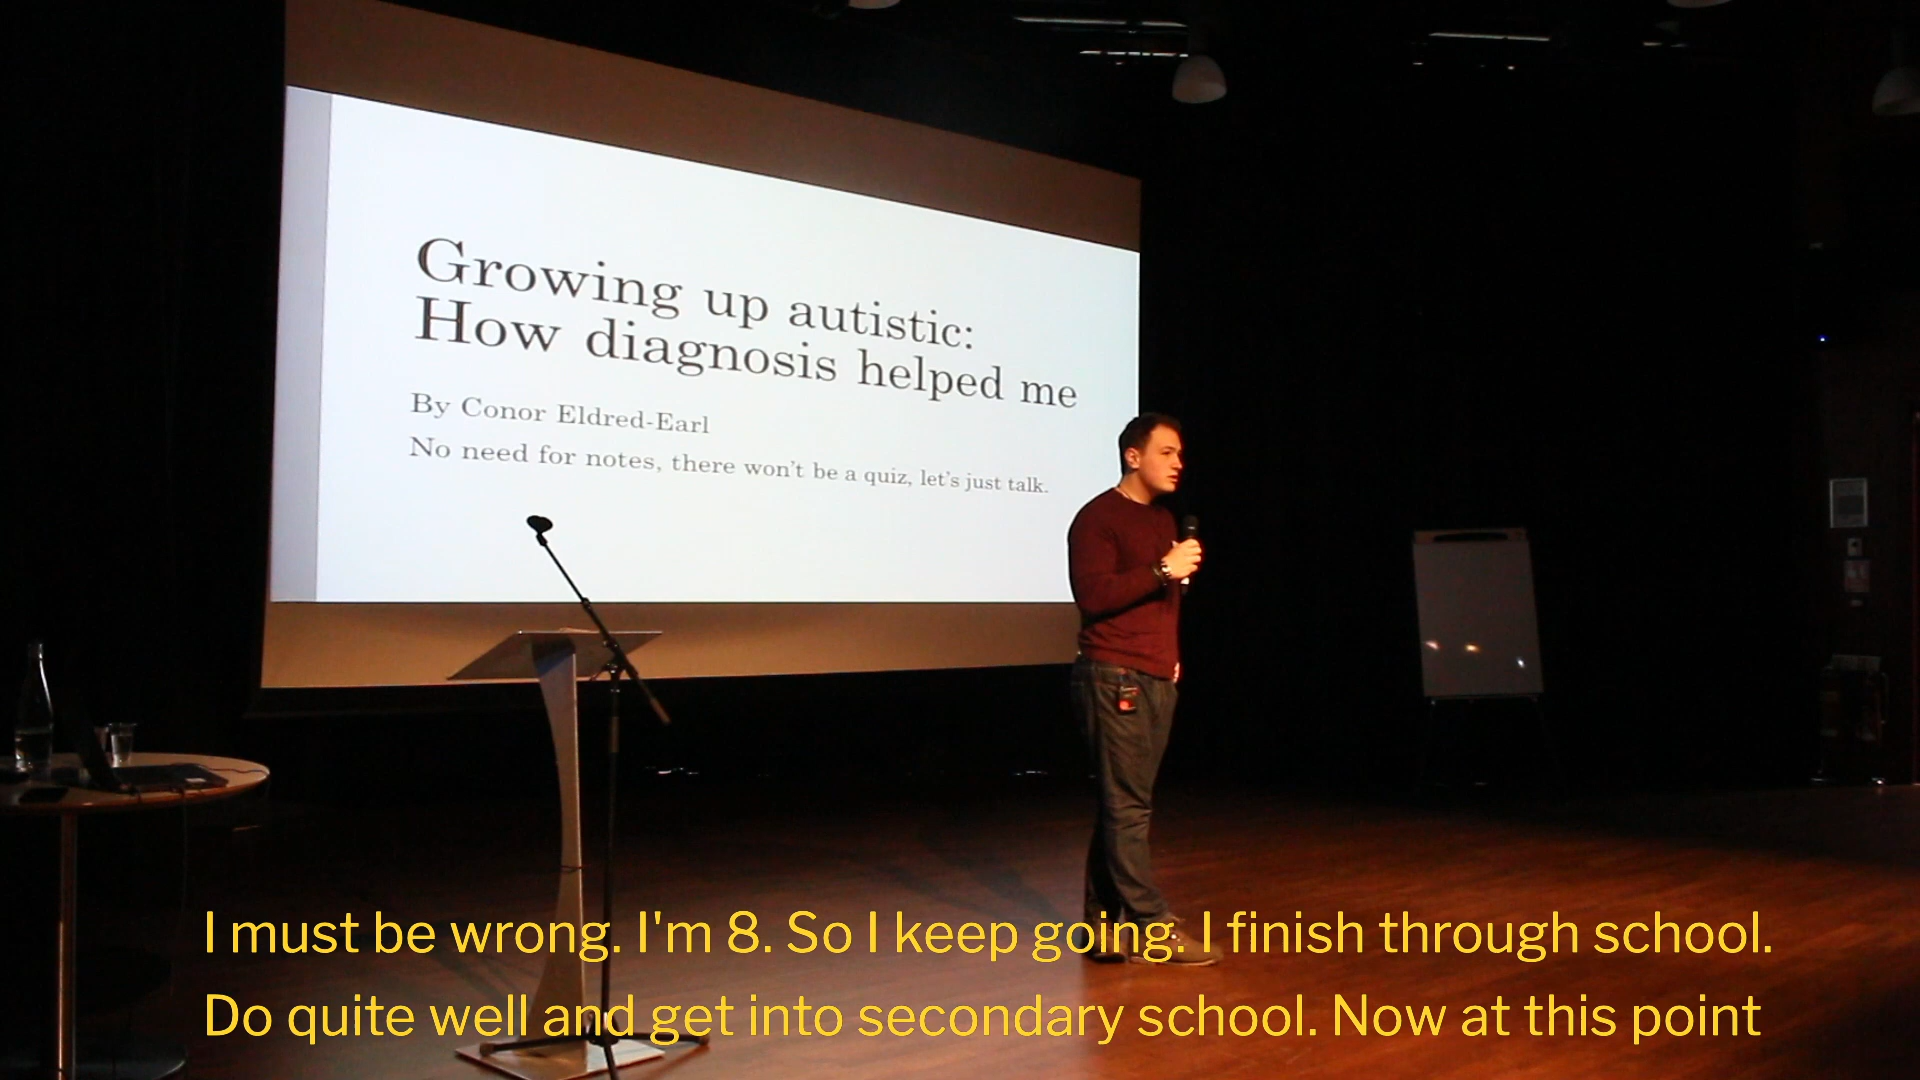 Growing up autistic:
How diagnosis helped me
By Conor Eldred-Earl
No need for notes, there won't be a quiz, let's just talk.
I must be wrong. I'm 8. So I keep going. I finish through school.
Do quite well and get into secondary school. Now at this point